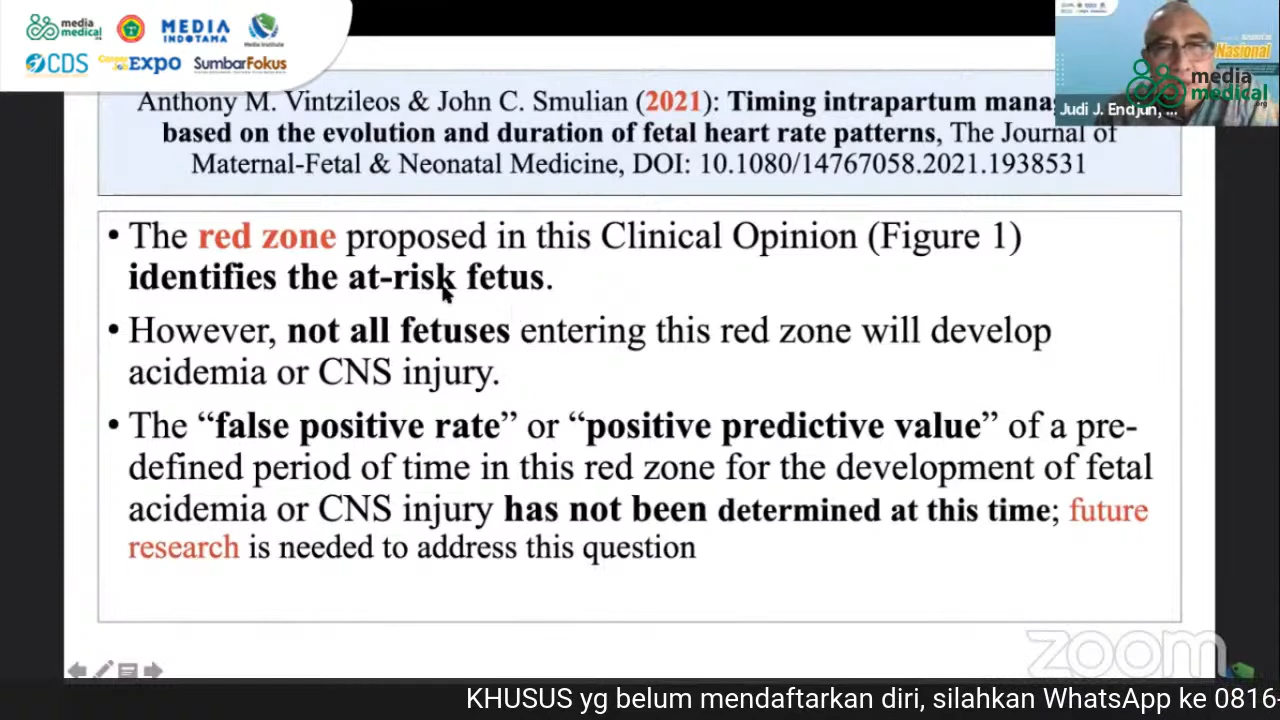 media
medical
.org
MEDIA
INDOTAMA
Media Institute
CDS
Expo
SumbarFokus
Nasional
media
medical
.org
Judi J. Endjun, ...
Anthony M. Vintzileos & John C. Smulian (2021): Timing intrapartum mana
based on the evolution and duration of fetal heart rate patterns, The Journal of
Maternal-Fetal & Neonatal Medicine, DOI: 10.1080/14767058.2021.1938531
• The red zone proposed in this Clinical Opinion (Figure 1)
identifies the at-risk fetus.
• However, not all fetuses entering this red zone will develop
acidemia or CNS injury.
• The “false positive rate” or “positive predictive value” of a pre-
defined period of time in this red zone for the development of fetal
acidemia or CNS injury has not been determined at this time; future
research is needed to address this question
zoom
KHUSUS yg belum mendaftarkan diri, silahkan WhatsApp ke 0816-